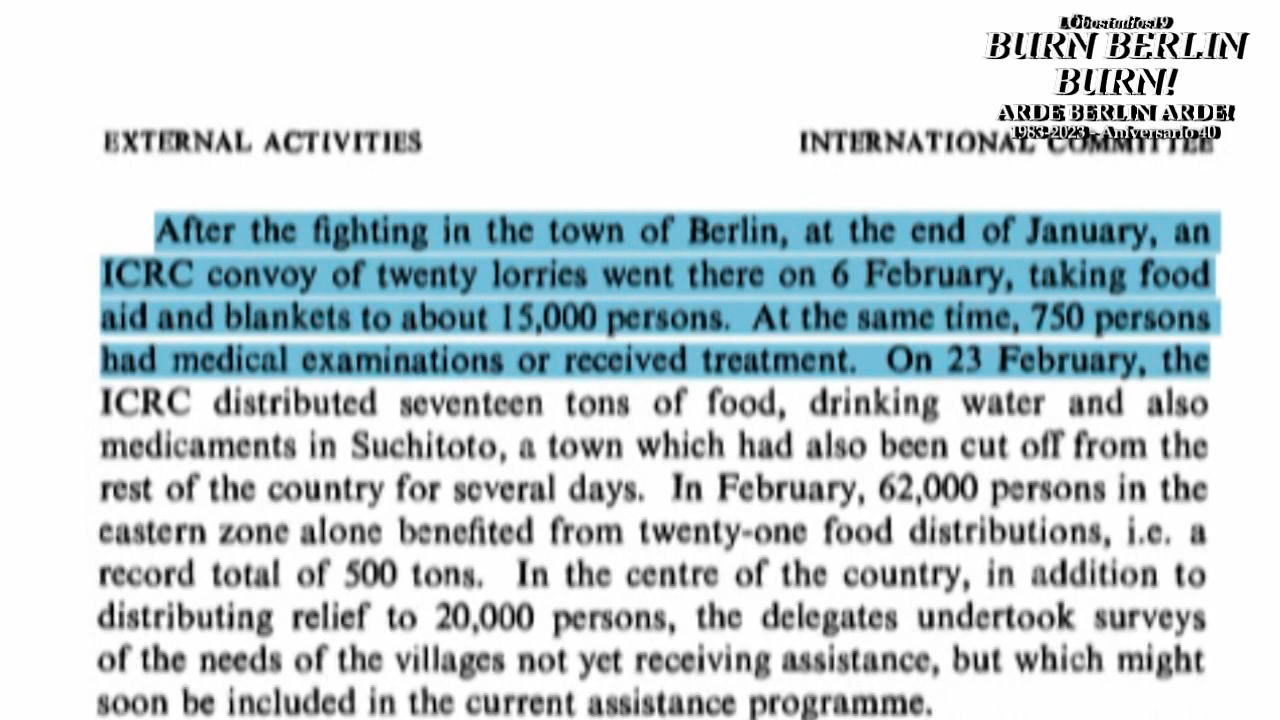 LObostudios19
BURN BERLIN
BURN!
ARDE BERLIN ARDE!
1983-2023 - Aniversario 40
EXTERNAL ACTIVITIES
INTERNATIONAL COMMITTEE
After the fighting in the town of Berlin, at the end of January, an
ICRC convoy of twenty lorries went there on 6 February, taking food
aid and blankets to about 15,000 persons. At the same time, 750 persons
had medical examinations or received treatment. On 23 February, the
ICRC distributed seventeen tons of food, drinking water and also
medicaments in Suchitoto, a town which had also been cut off from the
rest of the country for several days. In February, 62,000 persons in the
eastern zone alone benefited from twenty-one food distributions, i.e. a
record total of 500 tons. In the centre of the country, in addition to
distributing relief to 20,000 persons, the delegates undertook surveys
of the needs of the villages not yet receiving assistance, but which might
soon be included in the current assistance programme.